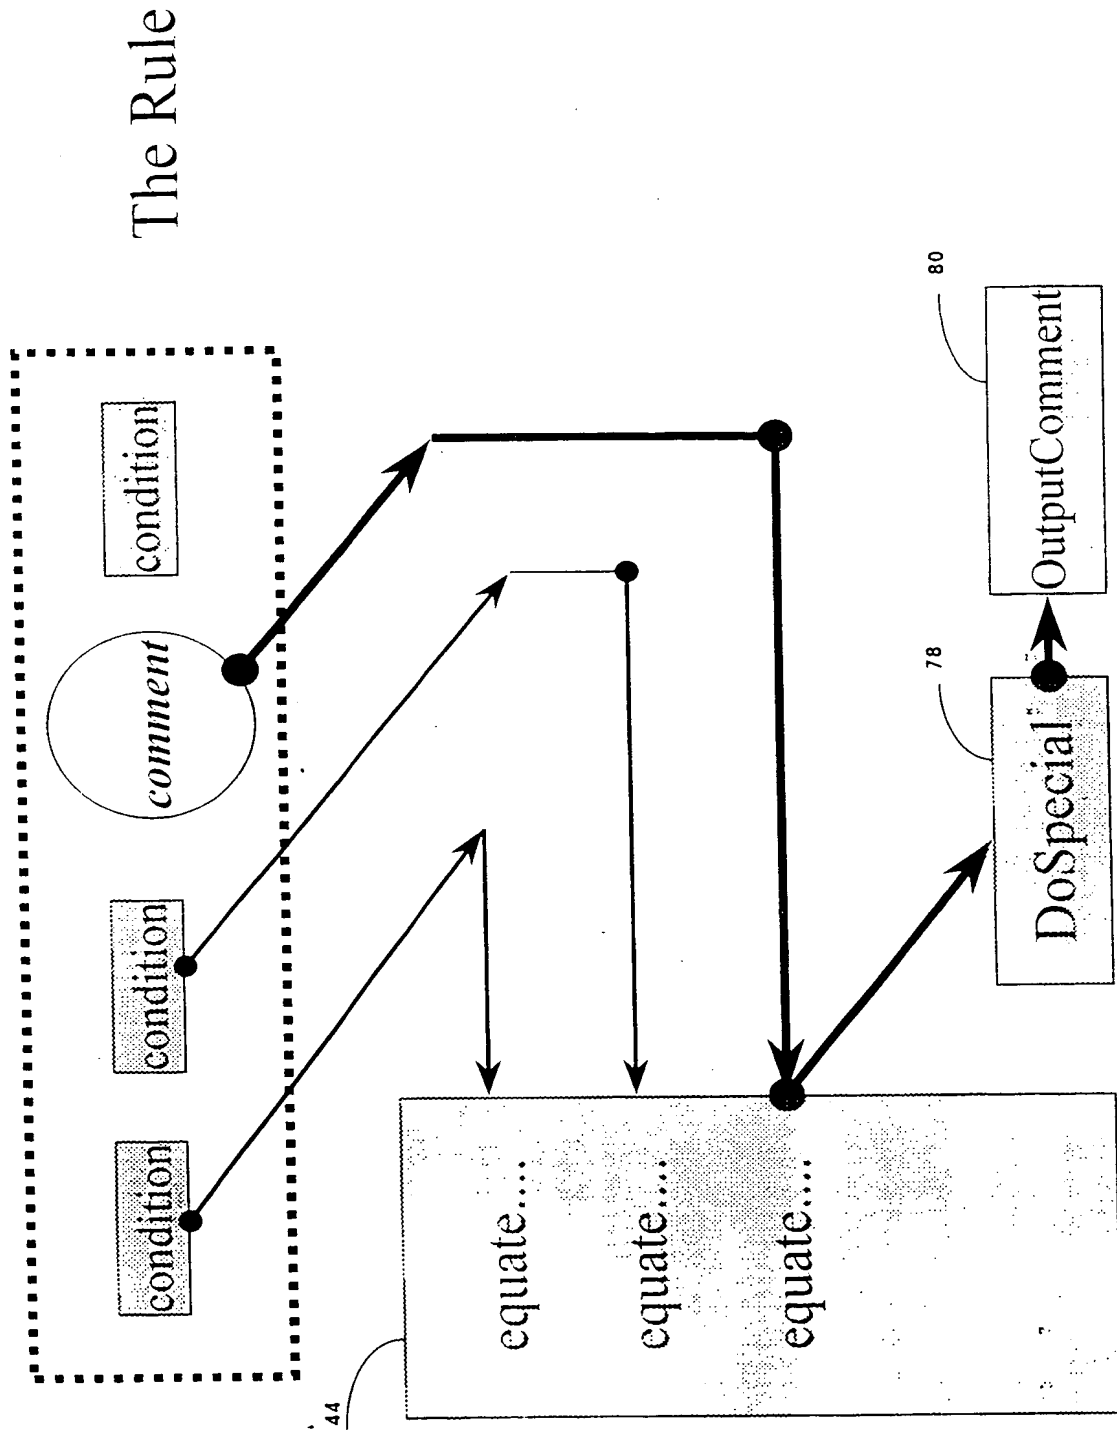 The Rule
condition
condition
comment
condition
44
equate....
equate....
equate....
78
DoSpecial
80
OutputComment